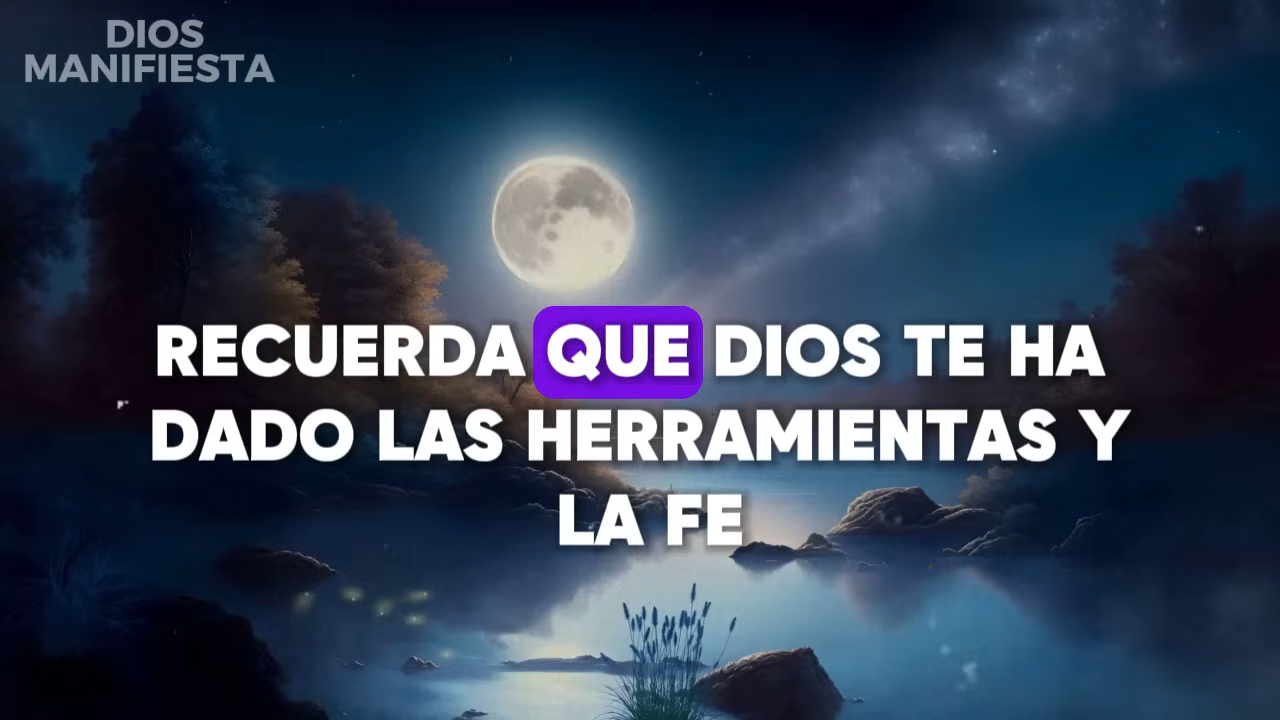 DIOS
MANIFIESTA
RECUERDA QUE DIOS TE HA
DADO LAS HERRAMIENTAS Y
LA FE